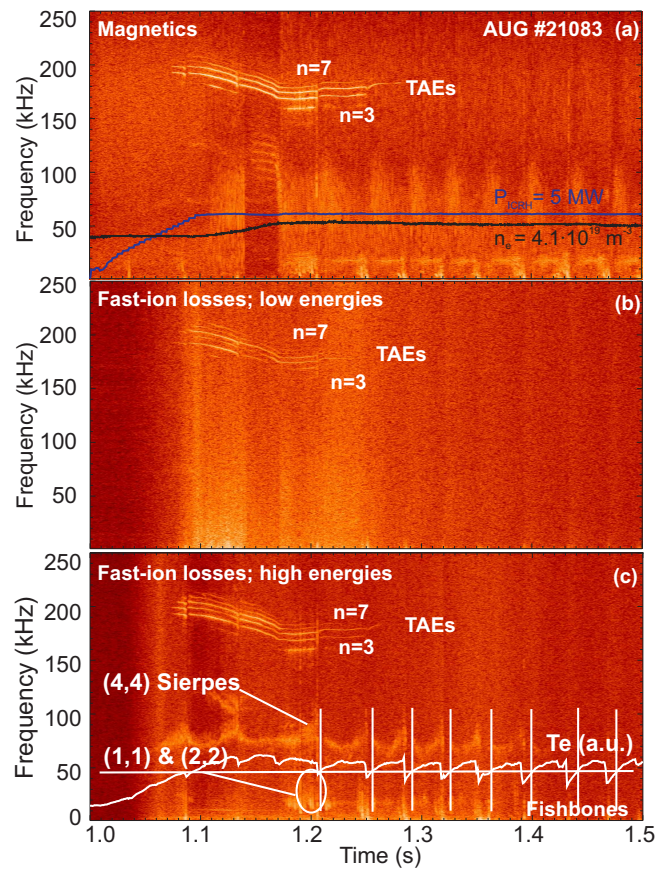 Magnetics AUG #21083 (a)
250
200
150
100
50
Frequency (kHz)
n=7
TAEs
n=3
P_ICRH = 5 MW
n_e = 4.1·10^19 m^-3
Fast-ion losses; low energies (b)
250
200
150
100
50
Frequency (kHz)
n=7
TAEs
n=3
Fast-ion losses; high energies (c)
250
200
150
100
50
0
Frequency (kHz)
n=7
TAEs
n=3
(4,4) Sierpes
(1,1) & (2,2)
Te (a.u.)
Fishbones
1.0 1.1 1.2 1.3 1.4 1.5
Time (s)